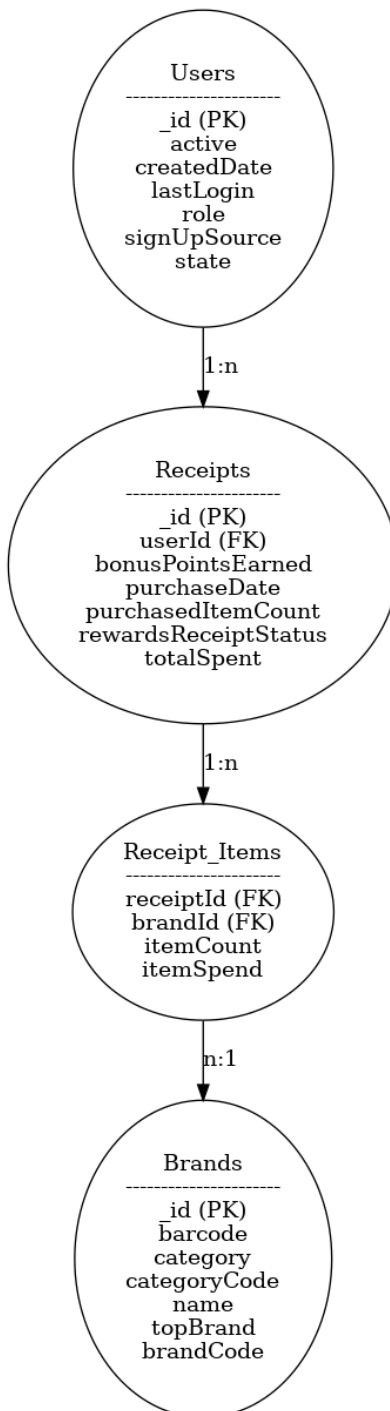 Users
----------------------
_id (PK)
active
createdDate
lastLogin
role
signUpSource
state
1:n
Receipts
----------------------
_id (PK)
userId (FK)
bonusPointsEarned
purchaseDate
purchasedItemCount
rewardsReceiptStatus
totalSpent
1:n
Receipt_Items
----------------------
receiptId (FK)
brandId (FK)
itemCount
itemSpend
n:1
Brands
----------------------
_id (PK)
barcode
category
categoryCode
name
topBrand
brandCode